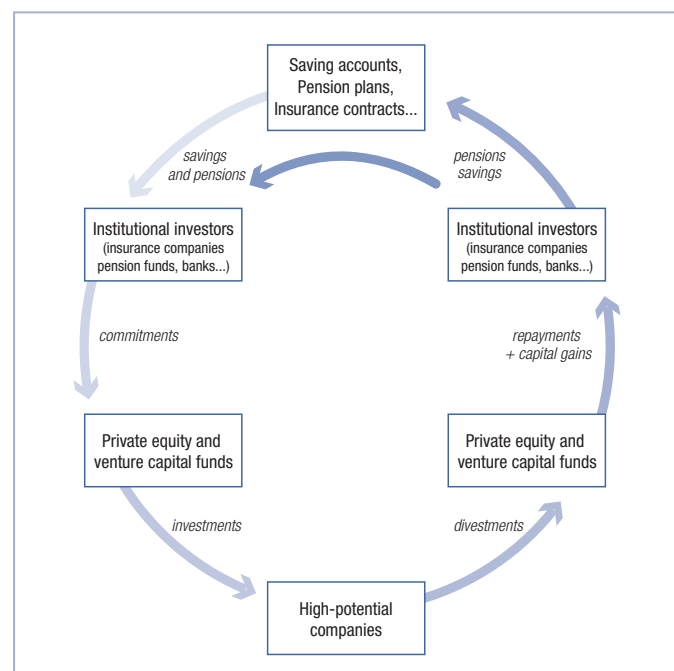 Saving accounts,
Pension plans,
Insurance contracts...
savings
and pensions
pensions
savings
Institutional investors
(insurance companies
pension funds, banks...)
Institutional investors
(insurance companies
pension funds, banks...)
commitments
repayments
+ capital gains
Private equity and
venture capital funds
Private equity and
venture capital funds
investments
divestments
High-potential
companies